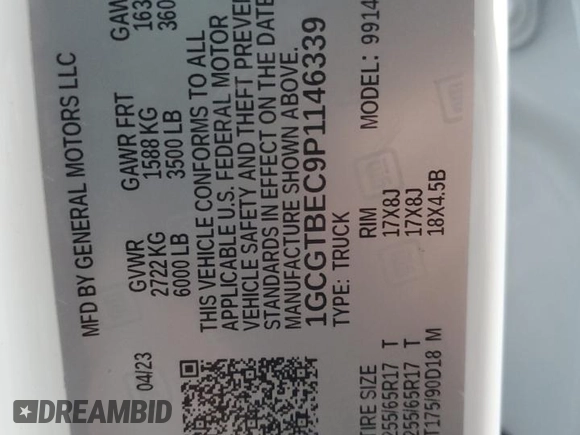 MFD BY GENERAL MOTORS LLC
04/23
GVWR
2722 KG
6000 LB
GAWR FRT
1588 KG
3500 LB
THIS VEHICLE CONFORMS TO ALL
APPLICABLE U.S. FEDERAL MOTOR
VEHICLE SAFETY AND THEFT PREVEN
STANDARDS IN EFFECT ON THE DATE
MANUFACTURE SHOWN ABOVE.
1GCGTBEC9P1146339
TYPE: TRUCK
MODEL: 9914
TIRE SIZE
RIM
255/65R17 T
17X8J
255/65R17 T
17X8J
T175/90D18 M
18X4.5B
DREAMBID